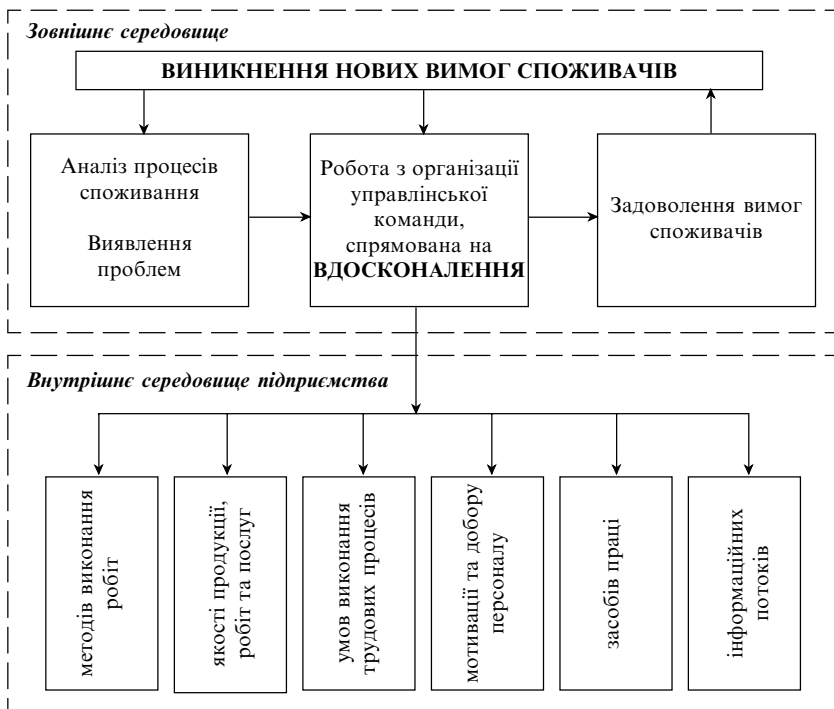 Зовнішнє середовище
ВИНИКНЕННЯ НОВИХ ВИМОГ СПОЖИВАЧІВ
Аналіз процесів
споживання
Виявлення
проблем
Робота з організації
управлінської
команди,
спрямована на
ВДОСКОНАЛЕННЯ
Задоволення вимог
споживачів
Внутрішнє середовище підприємства
методів виконання
робіт
якості продукції,
робіт та послуг
умов виконання
трудових процесів
мотивації та добору
персоналу
засобів праці
інформаційних
потоків